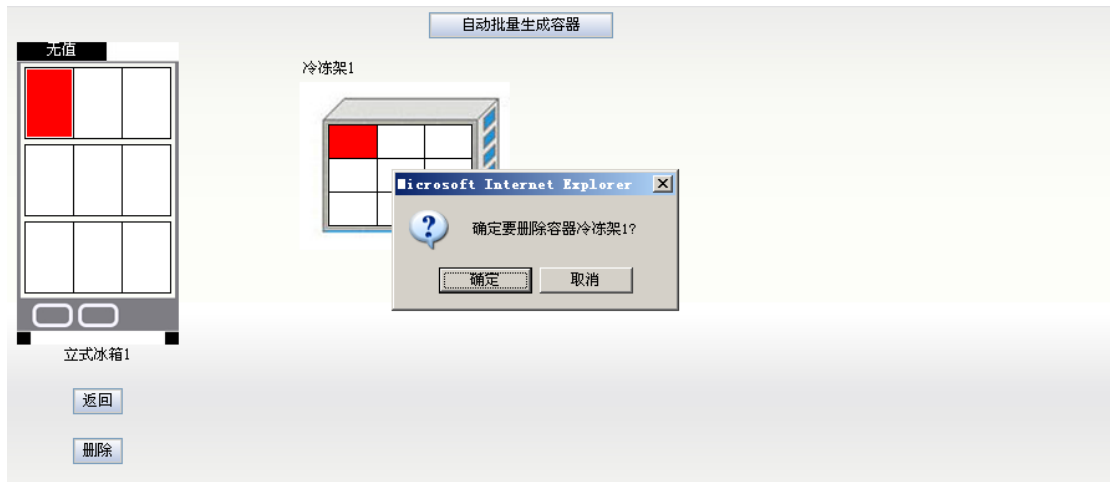 自动批量生成容器
无值
冷冻架1
Microsoft Internet Explorer
确定要删除容器冷冻架1?
确定
取消
立式冰箱1
返回
删除